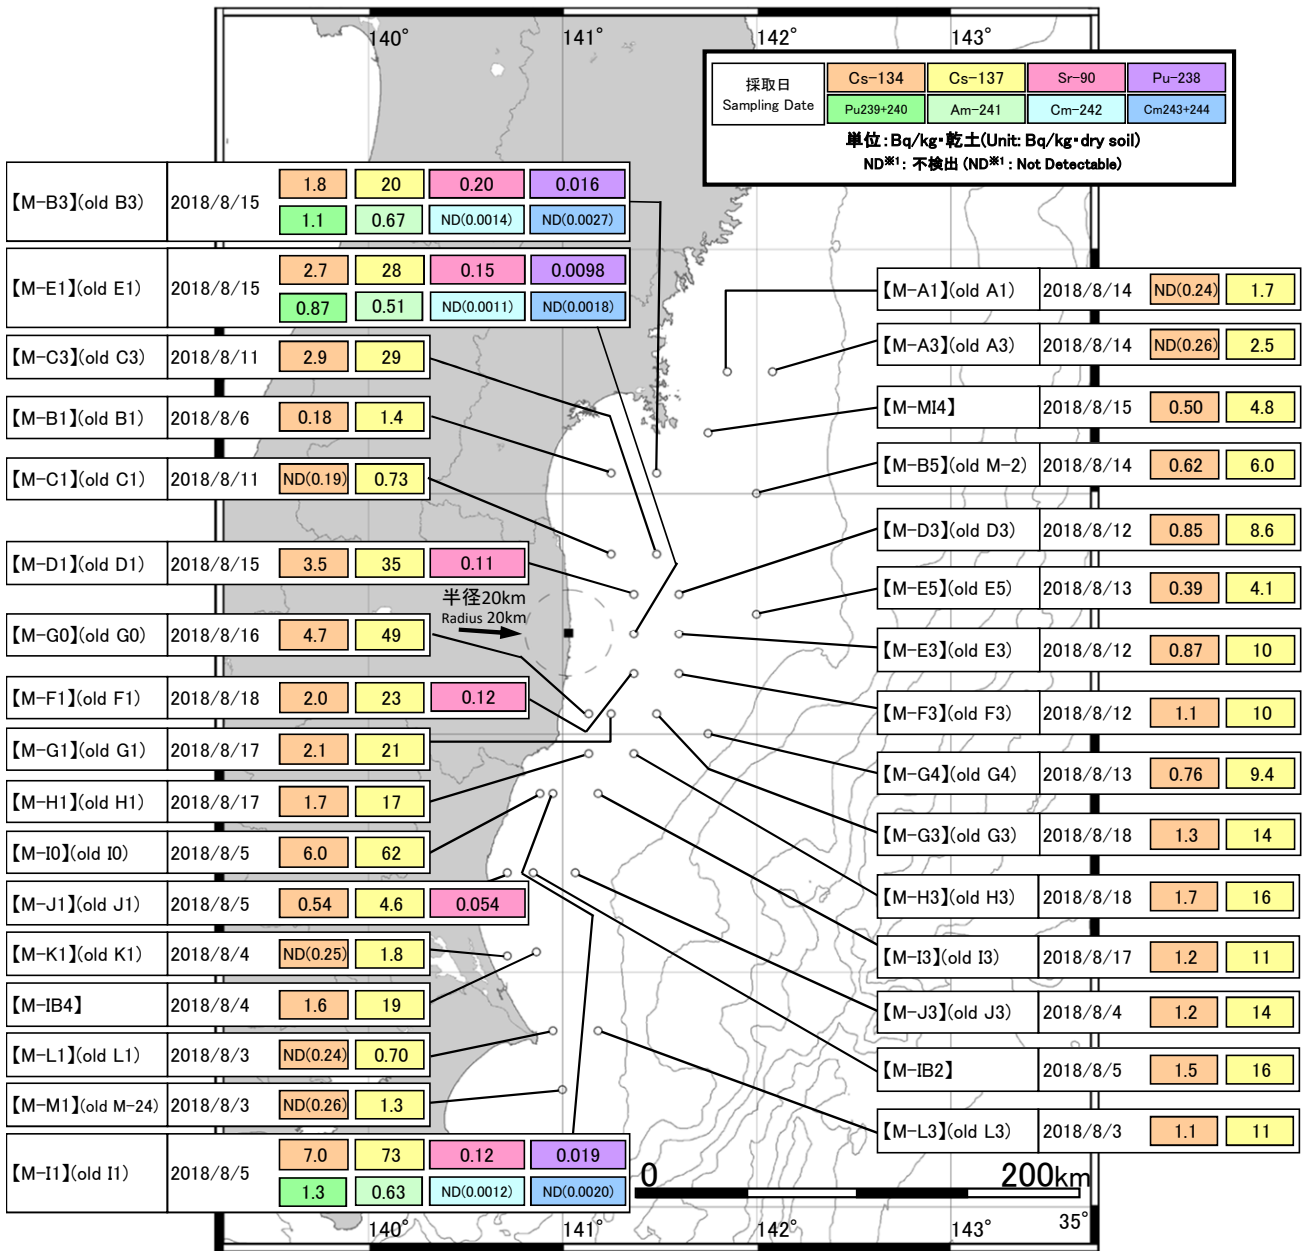 140° 141° 142° 143°
採取日
Sampling Date
Cs-134 Cs-137 Sr-90 Pu-238
Pu239+240 Am-241 Cm-242 Cm243+244
単位:Bq/kg・乾土(Unit: Bq/kg・dry soil)
ND※1: 不検出 (ND※1: Not Detectable)
【M-B3】(old B3) 2018/8/15 1.8 20 0.20 0.016
1.1 0.67 ND(0.0014) ND(0.0027)
【M-E1】(old E1) 2018/8/15 2.7 28 0.15 0.0098
0.87 0.51 ND(0.0011) ND(0.0018)
【M-C3】(old C3) 2018/8/11 2.9 29
【M-B1】(old B1) 2018/8/6 0.18 1.4
【M-C1】(old C1) 2018/8/11 ND(0.19) 0.73
【M-D1】(old D1) 2018/8/15 3.5 35 0.11
半径20km
Radius 20km
【M-G0】(old G0) 2018/8/16 4.7 49
【M-F1】(old F1) 2018/8/18 2.0 23 0.12
【M-G1】(old G1) 2018/8/17 2.1 21
【M-H1】(old H1) 2018/8/17 1.7 17
【M-I0】(old I0) 2018/8/5 6.0 62
【M-J1】(old J1) 2018/8/5 0.54 4.6 0.054
【M-K1】(old K1) 2018/8/4 ND(0.25) 1.8
【M-IB4】 2018/8/4 1.6 19
【M-L1】(old L1) 2018/8/3 ND(0.24) 0.70
【M-M1】(old M-24) 2018/8/3 ND(0.26) 1.3
【M-I1】(old I1) 2018/8/5 7.0 73 0.12 0.019
1.3 0.63 ND(0.0012) ND(0.0020)
【M-A1】(old A1) 2018/8/14 ND(0.24) 1.7
【M-A3】(old A3) 2018/8/14 ND(0.26) 2.5
【M-MI4】 2018/8/15 0.50 4.8
【M-B5】(old M-2) 2018/8/14 0.62 6.0
【M-D3】(old D3) 2018/8/12 0.85 8.6
【M-E5】(old E5) 2018/8/13 0.39 4.1
【M-E3】(old E3) 2018/8/12 0.87 10
【M-F3】(old F3) 2018/8/12 1.1 10
【M-G4】(old G4) 2018/8/13 0.76 9.4
【M-G3】(old G3) 2018/8/18 1.3 14
【M-H3】(old H3) 2018/8/18 1.7 16
【M-I3】(old I3) 2018/8/17 1.2 11
【M-J3】(old J3) 2018/8/4 1.2 14
【M-IB2】 2018/8/5 1.5 16
【M-L3】(old L3) 2018/8/3 1.1 11
0 200km
35°
140° 141° 142° 143°